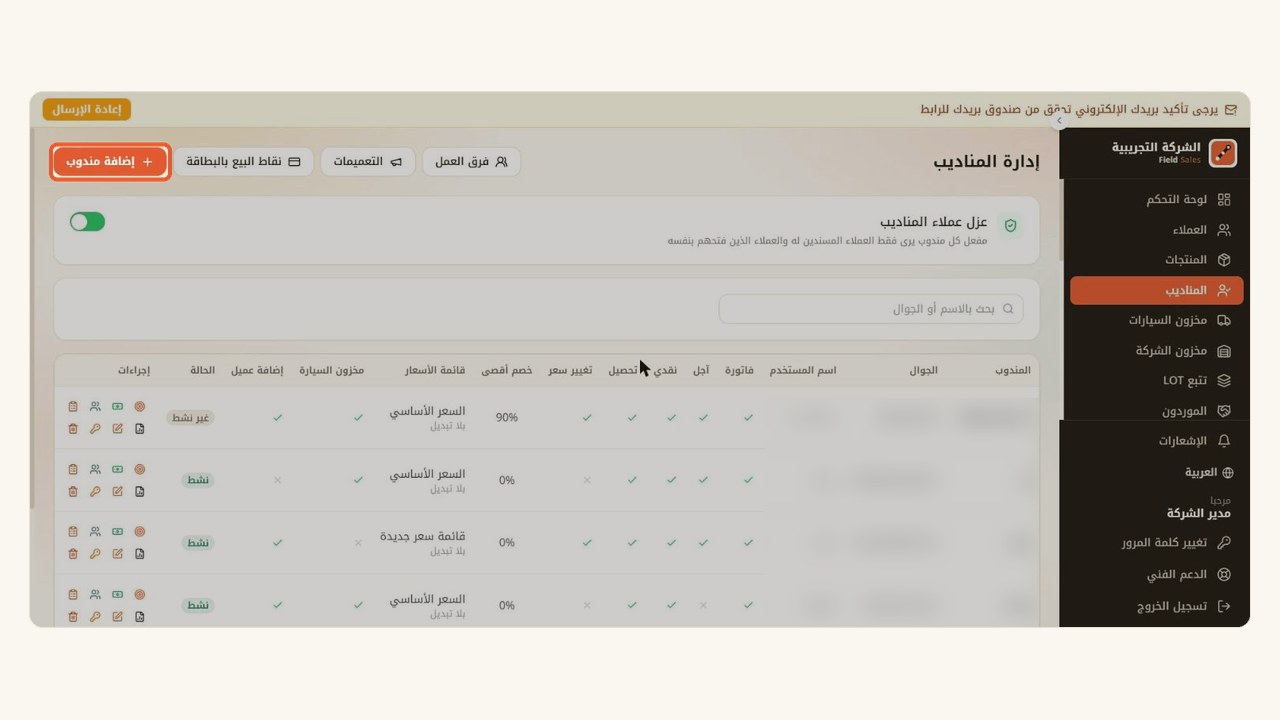 يرجى تأكيد بريدك الإلكتروني تحقق من صندوق بريدك للرابط
إعادة الإرسال
الشركة التجريبية
Field Sales
لوحة التحكم
العملاء
المنتجات
المناديب
مخزون السيارات
مخزون الشركة
تتبع LOT
الموردون
الإشعارات
العربية
مرحبا
مدير الشركة
تغيير كلمة المرور
الدعم الفني
تسجيل الخروج
إدارة المناديب
فرق العمل
التعميمات
نقاط البيع بالبطاقة
إضافة مندوب
عزل عملاء المناديب
مفعل كل مندوب يرى فقط العملاء المسندين له والعملاء الذين فتحهم بنفسه
بحث بالاسم أو الجوال
المندوب الجوال اسم المستخدم فاتورة آجل نقدي تحصيل تغيير سعر خصم أقصى قائمة الأسعار مخزون السيارة إضافة عميل الحالة إجراءات
90% السعر الأساسي غير نشط
بلا تبديل
0% السعر الأساسي نشط
بلا تبديل
0% قائمة سعر جديدة نشط
بلا تبديل
0% السعر الأساسي نشط
بلا تبديل